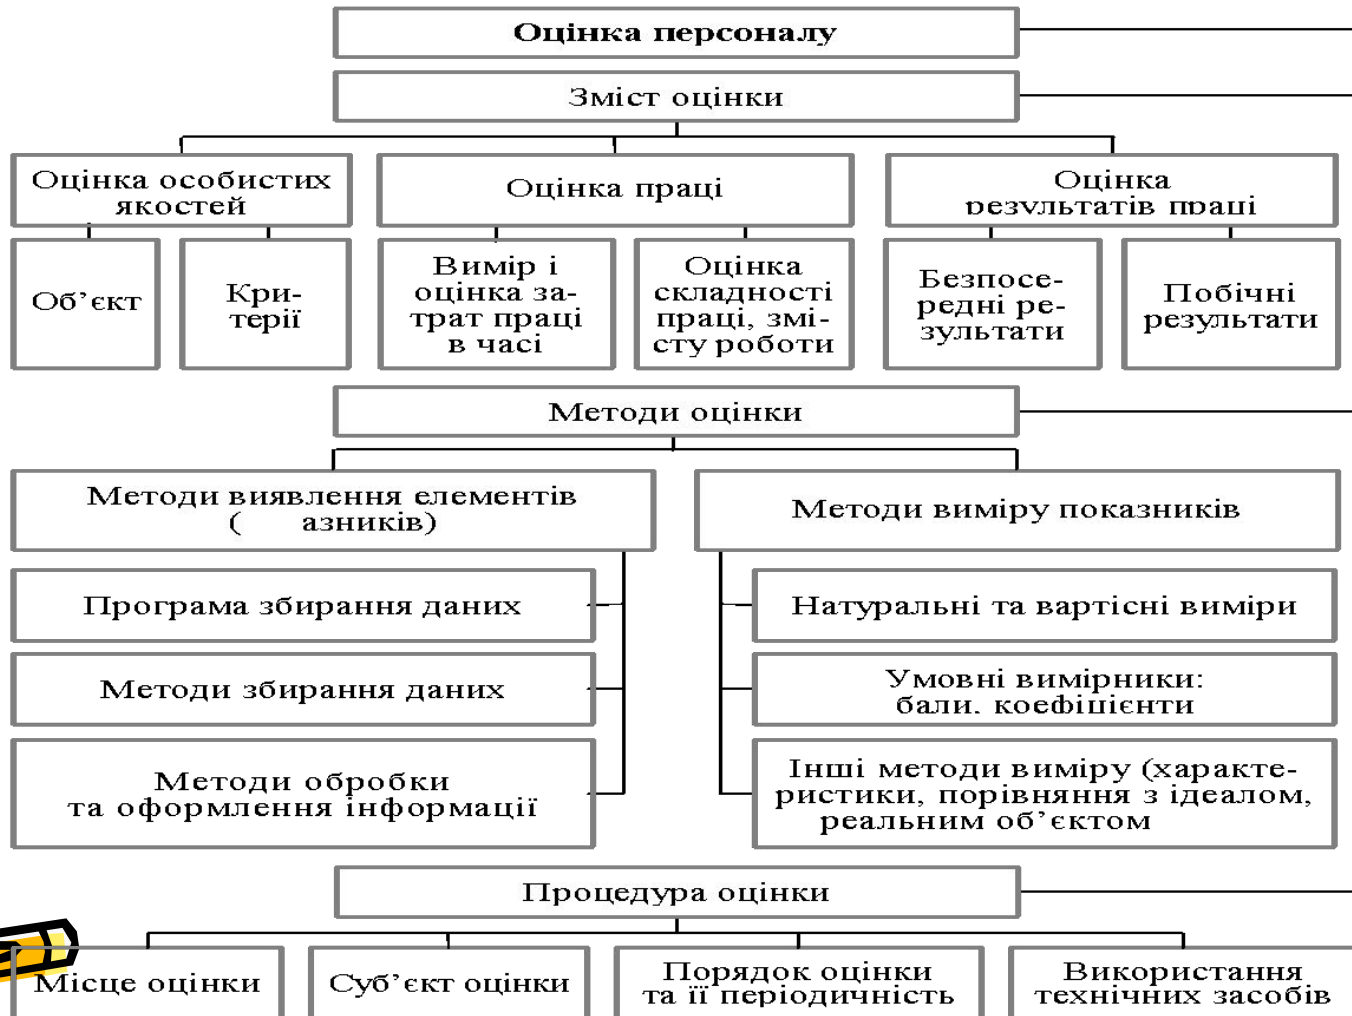 Оцінка персоналу
Зміст оцінки
Оцінка особистих
якостей
Оцінка праці
Оцінка
результатів праці
Об’єкт
Кри-
терії
Вимір і
оцінка за-
трат праці
в часі
Оцінка
складності
праці, змі-
сту роботи
Безпосе-
редні ре-
зультати
Побічні
результати
Методи оцінки
Методи виявлення елементів
( азників)
Методи виміру показників
Програма збирання даних
Методи збирання даних
Методи обробки
та оформлення інформації
Натуральні та вартісні виміри
Умовні вимірники:
бали, коефіцієнти
Інші методи виміру (характе-
ристики, порівняння з ідеалом,
реальним об’єктом
Процедура оцінки
Місце оцінки
Суб’єкт оцінки
Порядок оцінки
та її періодичність
Використання
технічних засобів